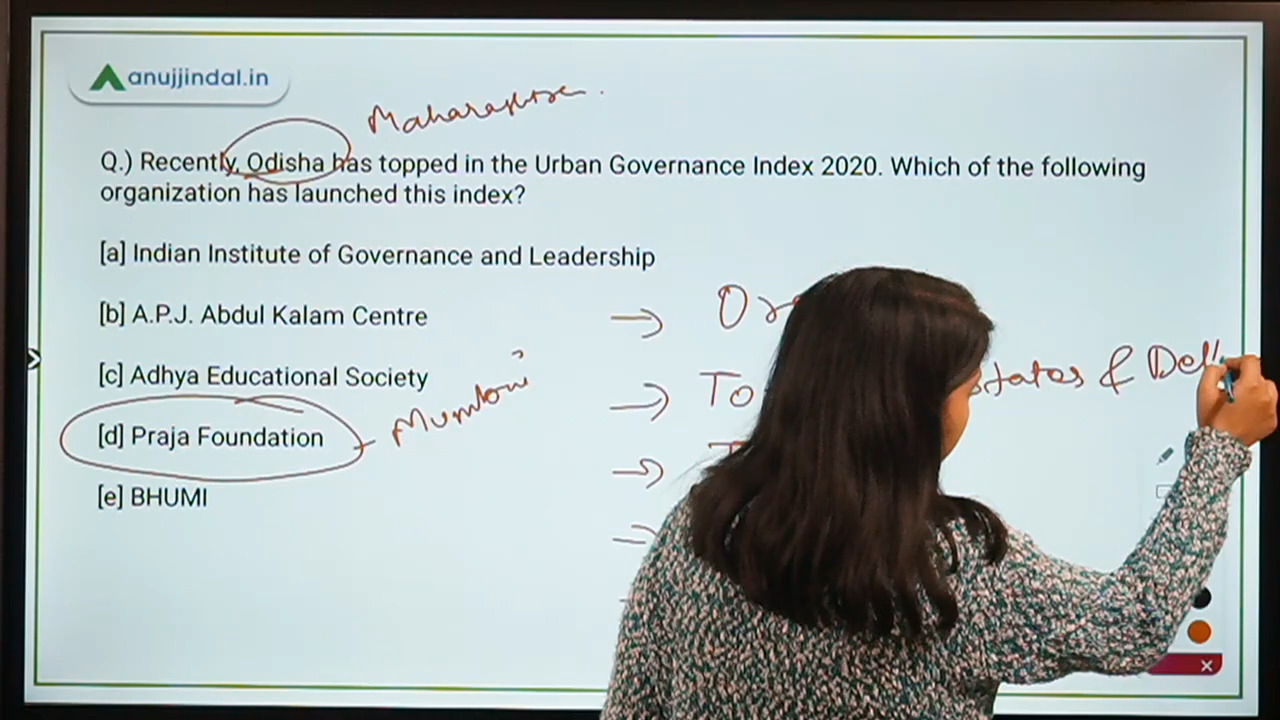 anujjindal.in
Maharashtra.
Q.) Recently, Odisha has topped in the Urban Governance Index 2020. Which of the following
organization has launched this index?
[a] Indian Institute of Governance and Leadership
[b] A.P.J. Abdul Kalam Centre
[c] Adhya Educational Society
[d] Praja Foundation
Mumbai
[e] BHUMI
→
→ To states & Del
→
→